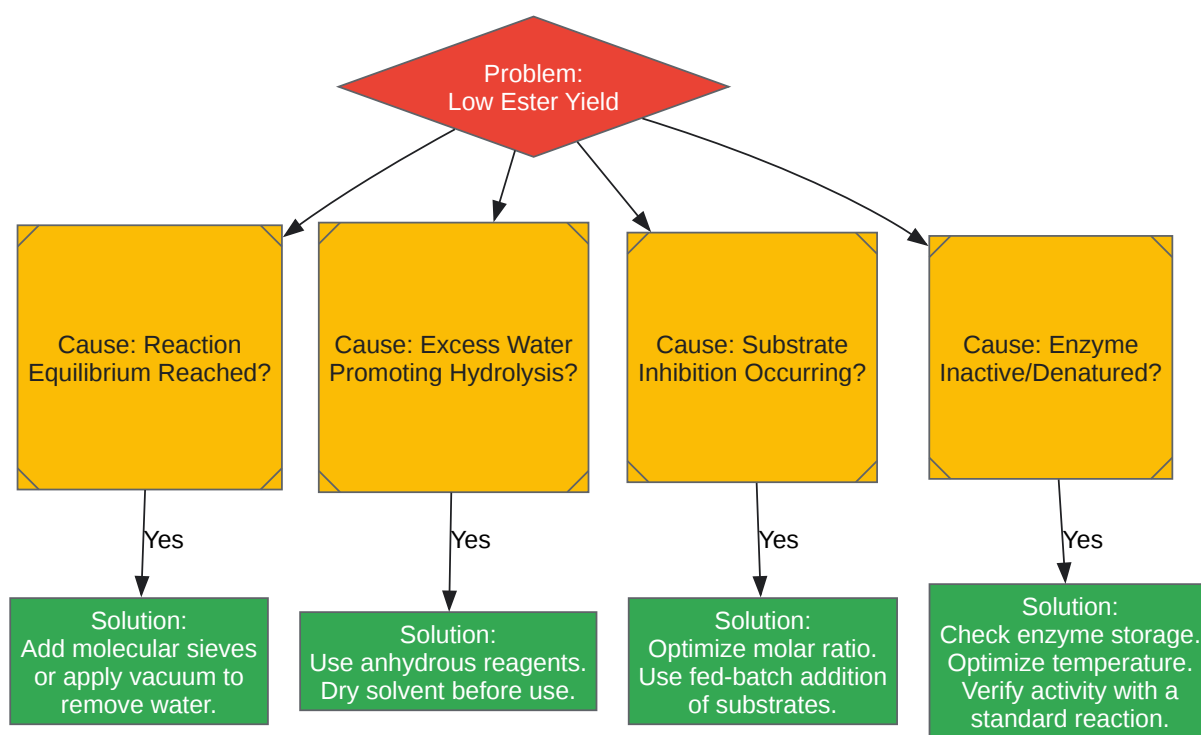 Problem:
Low Ester Yield
Cause: Reaction
Equilibrium Reached?
Cause: Excess Water
Promoting Hydrolysis?
Cause: Substrate
Inhibition Occurring?
Cause: Enzyme
Inactive/Denatured?
Yes
Yes
Yes
Yes
Solution:
Add molecular sieves
or apply vacuum to
remove water.
Solution:
Use anhydrous reagents.
Dry solvent before use.
Solution:
Optimize molar ratio.
Use fed-batch addition
of substrates.
Solution:
Check enzyme storage.
Optimize temperature.
Verify activity with a
standard reaction.